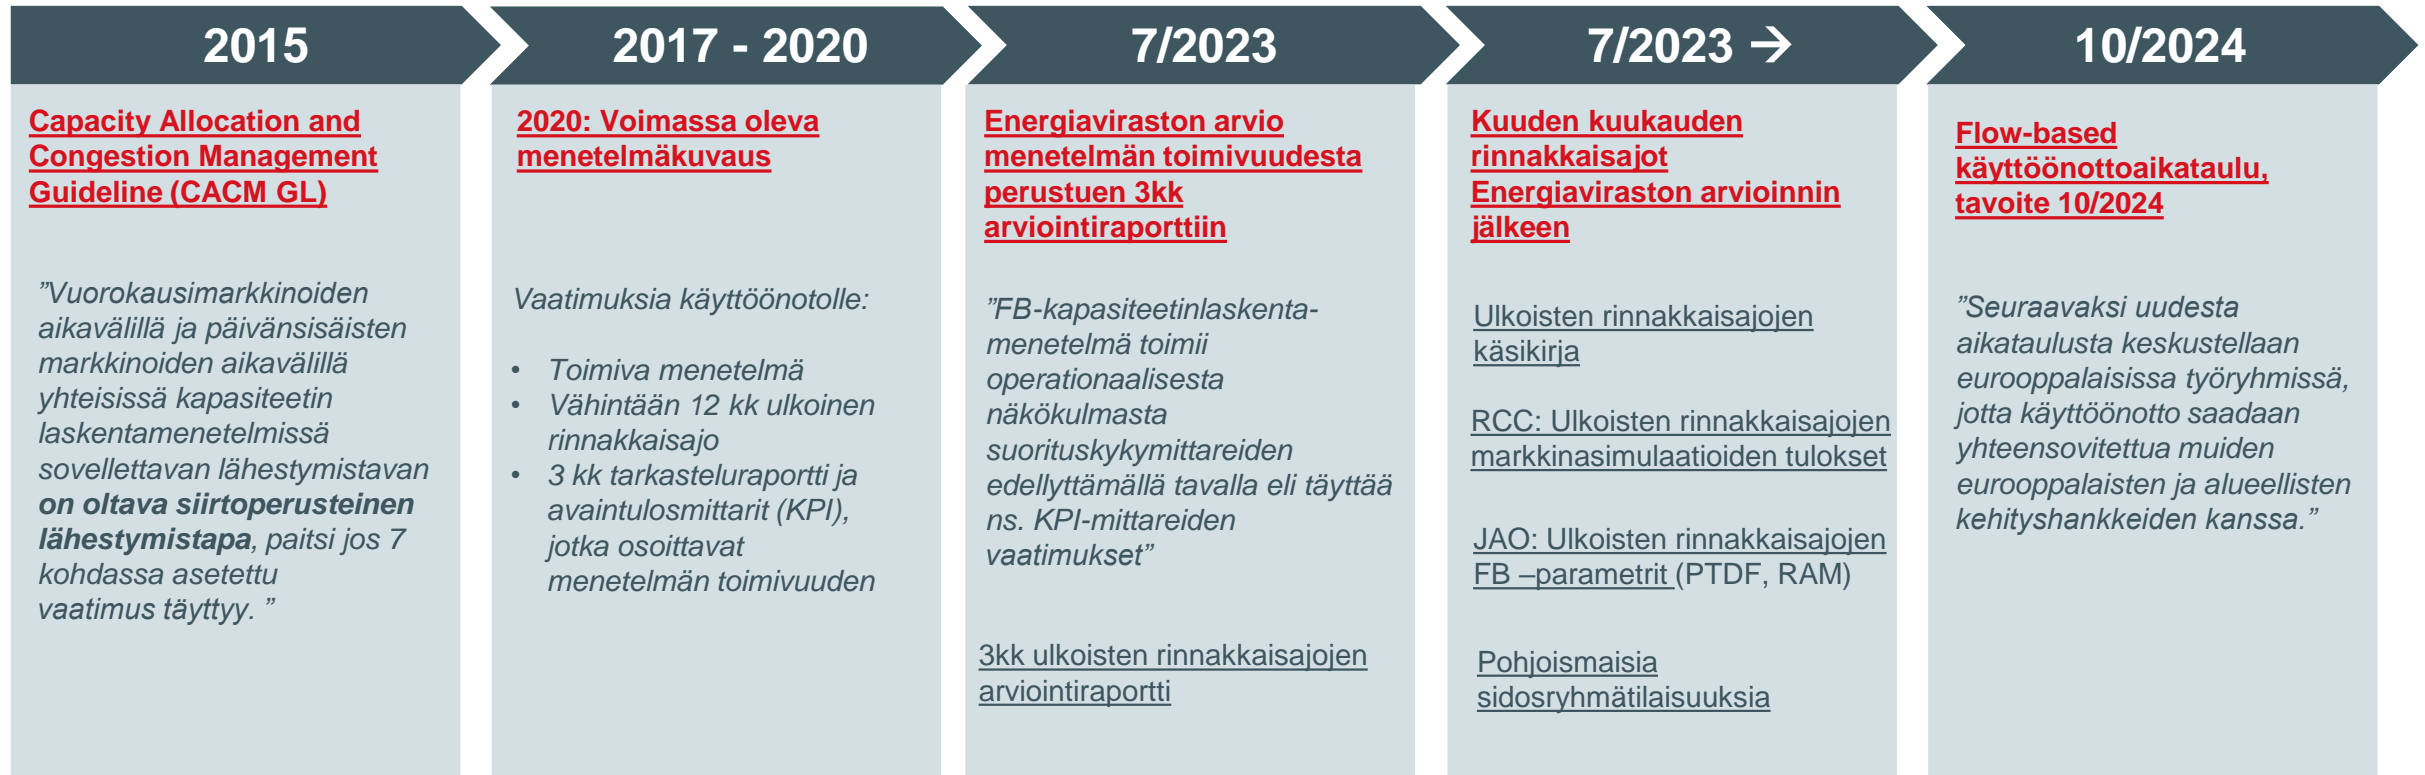 2015
Capacity Allocation and
Congestion Management
Guideline (CACM GL)
”Vuorokausimarkkinoiden
aikavälillä ja päivänsisäisten
markkinoiden aikavälillä
yhteisissä kapasiteetin
laskentamenetelmissä
sovellettavan lähestymistavan
on oltava siirtoperusteinen
lähestymistapa, paitsi jos 7
kohdassa asetettu
vaatimus täyttyy. ”
2017 - 2020
2020: Voimassa oleva
menetelmäkuvaus
Vaatimuksia käyttöönotolle:
• Toimiva menetelmä
• Vähintään 12 kk ulkoinen
rinnakkaisajo
• 3 kk tarkasteluraportti ja
avaintulosmittarit (KPI),
jotka osoittavat
menetelmän toimivuuden
7/2023
Energiaviraston arvio
menetelmän toimivuudesta
perustuen 3kk
arviointiraporttiin
”FB-kapasiteetinlaskenta-
menetelmä toimii
operationaalisesta
näkökulmasta
suorituskykymittareiden
edellyttämällä tavalla eli täyttää
ns. KPI-mittareiden
vaatimukset”
3kk ulkoisten rinnakkaisajojen
arviointiraportti
7/2023 →
Kuuden kuukauden
rinnakkaisajot
Energiaviraston arvioinnin
jälkeen
Ulkoisten rinnakkaisajojen
käsikirja
RCC: Ulkoisten rinnakkaisajojen
markkinasimulaatioiden tulokset
JAO: Ulkoisten rinnakkaisajojen
FB –parametrit (PTDF, RAM)
Pohjoismaisia
sidosryhmätilaisuuksia
10/2024
Flow-based
käyttöönottoaikataulu,
tavoite 10/2024
”Seuraavaksi uudesta
aikataulusta keskustellaan
eurooppalaisissa työryhmissä,
jotta käyttöönotto saadaan
yhteensovitettua muiden
eurooppalaisten ja alueellisten
kehityshankkeiden kanssa.”